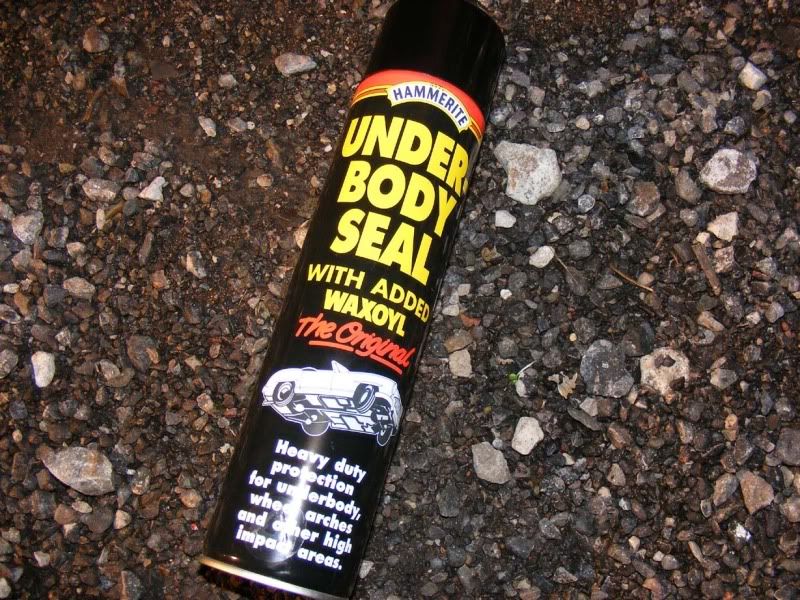 HAMMERITE
UNDER-
BODY
SEAL
WITH ADDED
WAXOYL
The Original
Heavy duty
protection
for underbody,
wheel arches
and other high
impact areas.